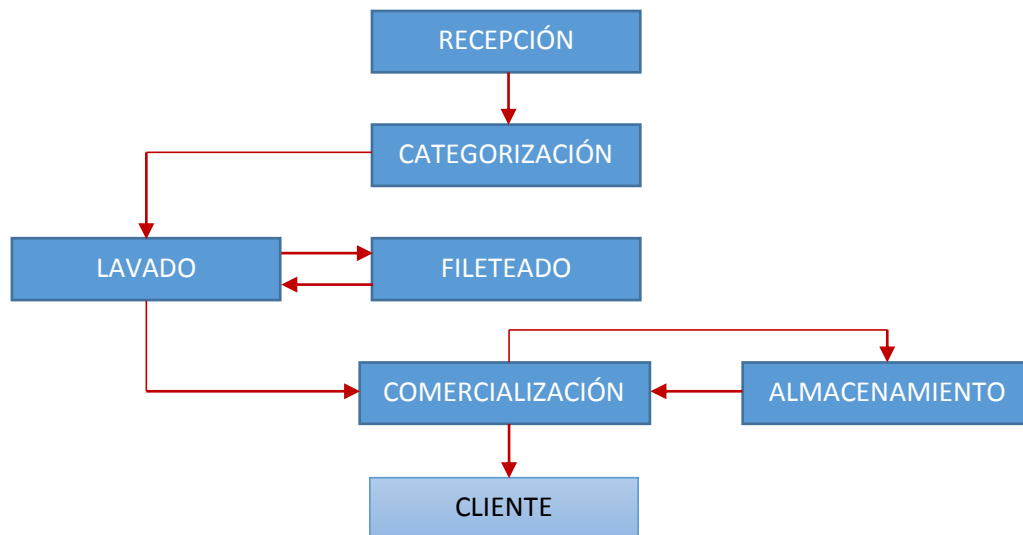 RECEPCIÓN
CATEGORIZACIÓN
LAVADO
FILETEADO
COMERCIALIZACIÓN
ALMACENAMIENTO
CLIENTE